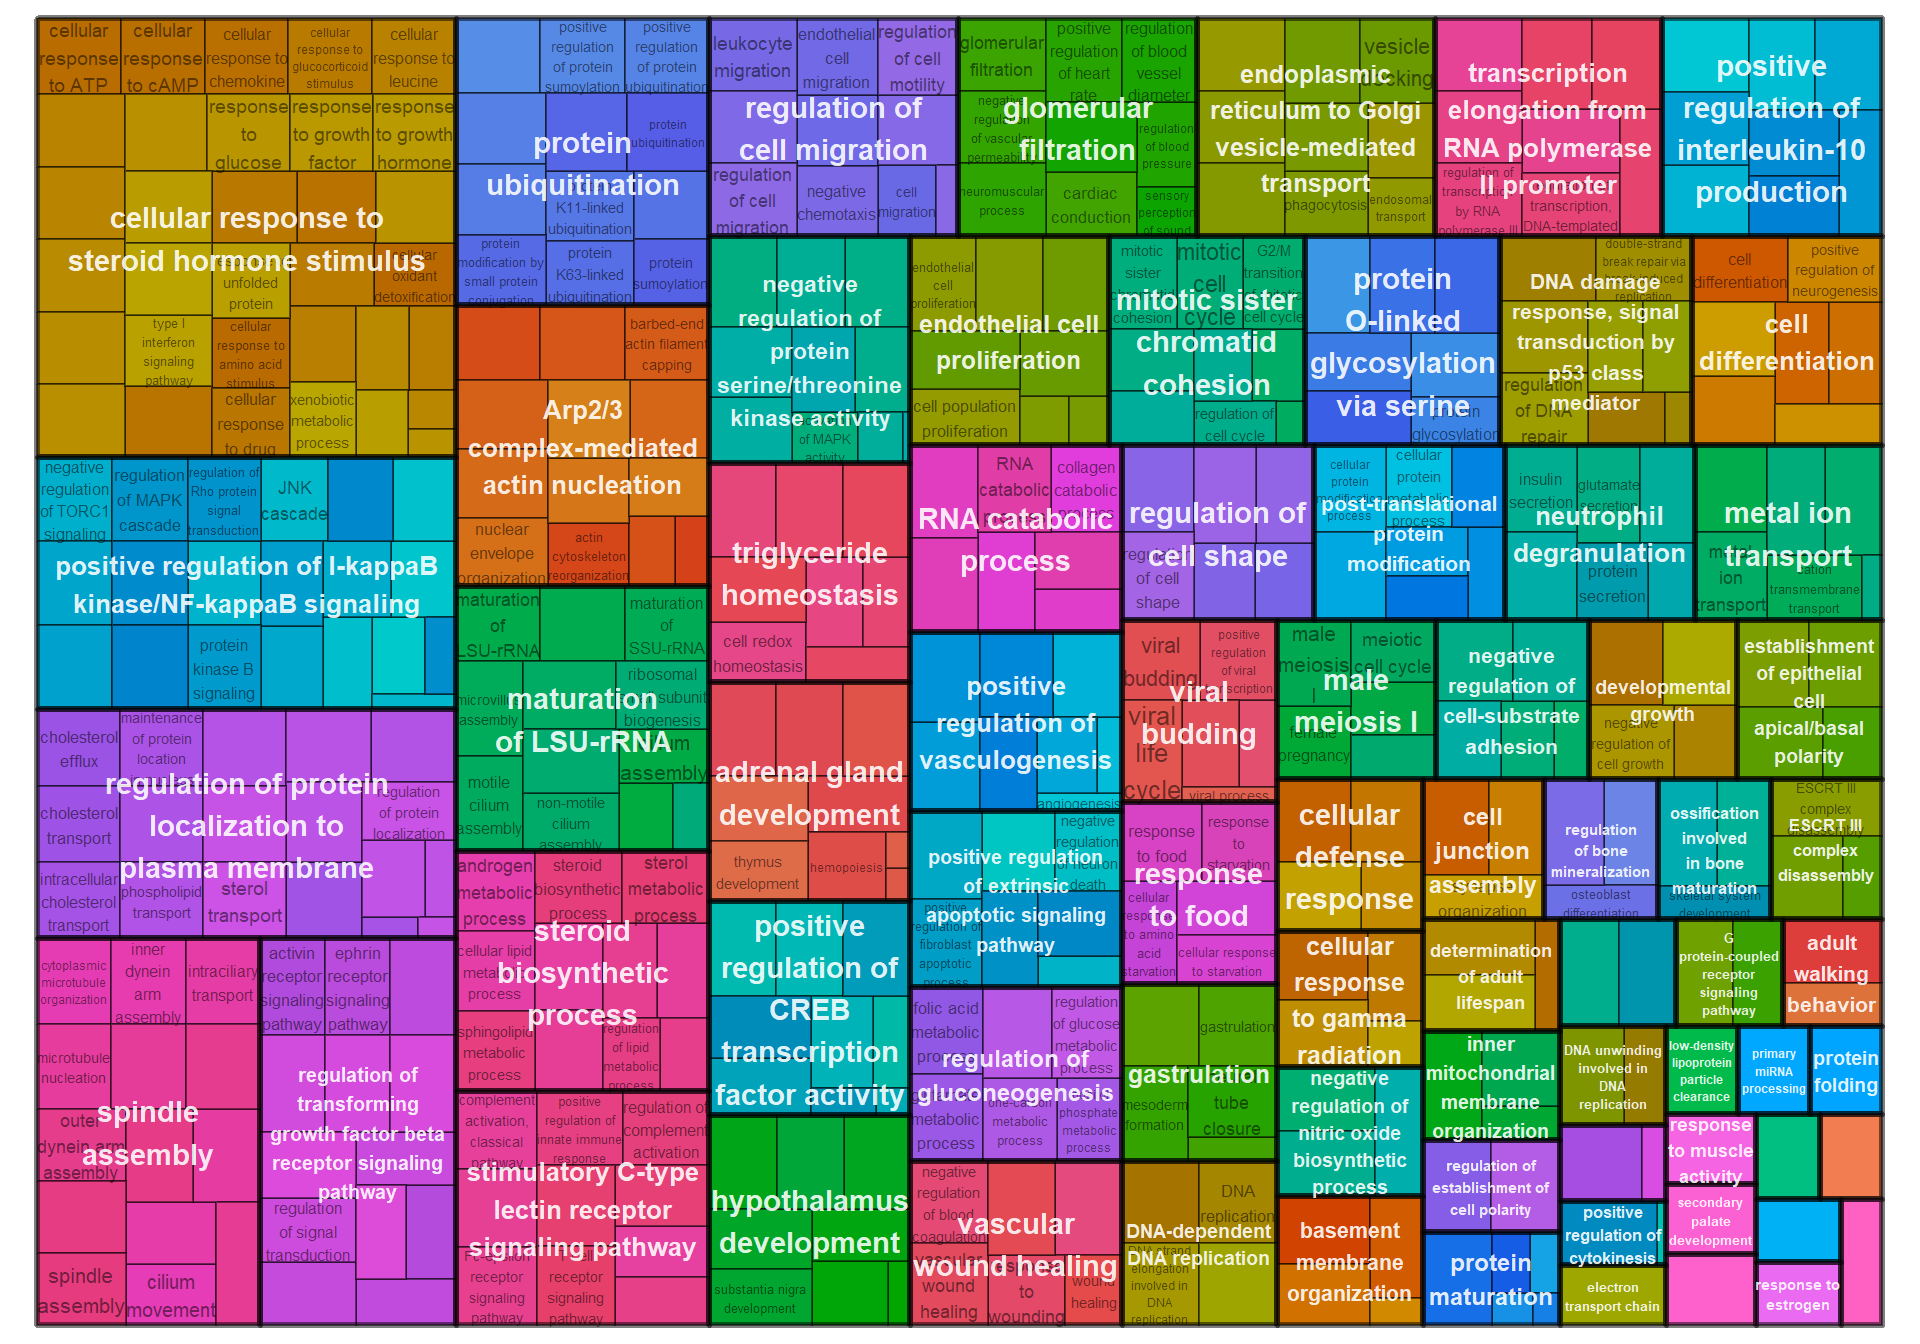 cellular
response
to ATP
cellular
response
to cAMP
cellular
response to
chemokine
cellular
response to
glucocorticoid
stimulus
cellular
response to
leucine
response
to
glucose
response
to growth
factor
response
to growth
hormone
cellular response to
steroid hormone stimulus
unfolded
protein
cellular
oxidant
detoxification
type I
interferon
signaling
pathway
cellular
response to
amino acid
stimulus
cellular
response
to drug
xenobiotic
metabolic
process
positive
regulation
of protein
sumoylation
positive
regulation
of protein
ubiquitination
protein
ubiquitination
protein
ubiquitination
K11-linked
ubiquitination
protein
modification by
small protein
conjugation
protein
K63-linked
ubiquitination
protein
sumoylation
leukocyte
migration
endothelial
cell
migration
regulation
of cell
motility
regulation of
cell migration
regulation
of cell
migration
negative
chemotaxis
cell
migration
glomerular
filtration
positive
regulation
of heart
rate
regulation
of blood
vessel
diameter
glomerular
filtration
negative
regulation
of vascular
permeability
regulation
of blood
pressure
neuromuscular
process
cardiac
conduction
sensory
perception
of sound
vesicle
docking
endoplasmic
reticulum to Golgi
vesicle-mediated
transport
phagocytosis
endosomal
transport
transcription
elongation from
RNA polymerase
II promoter
regulation of
transcription
by RNA
polymerase III
transcription,
DNA-templated
positive
regulation of
interleukin-10
production
negative
regulation of
protein
serine/threonine
kinase activity
of MAPK
activity
endothelial
cell
proliferation
endothelial cell
proliferation
cell population
proliferation
mitotic
sister
chromatid
cohesion
mitotic
cell
cycle
G2/M
transition
of mitotic
cell cycle
mitotic sister
chromatid
cohesion
regulation of
cell cycle
protein
O-linked
glycosylation
via serine
protein
glycosylation
double-strand
break repair via
break-induced
replication
DNA damage
response, signal
transduction by
p53 class
mediator
regulation
of DNA
repair
cell
differentiation
positive
regulation of
neurogenesis
cell
differentiation
barbed-end
actin filament
capping
Arp2/3
complex-mediated
actin nucleation
nuclear
envelope
organization
actin
cytoskeleton
reorganization
negative
regulation
of TORC1
signaling
regulation
of MAPK
cascade
regulation of
Rho protein
signal
transduction
JNK
cascade
positive regulation of I-kappaB
kinase/NF-kappaB signaling
protein
kinase B
signaling
triglyceride
homeostasis
cell redox
homeostasis
RNA
catabolic
process
collagen
catabolic
process
RNA catabolic
process
regulation of
cell shape
regulation
of cell
shape
cellular
protein
modification
process
cellular
protein
metabolic
process
post-translational
protein
modification
insulin
secretion
glutamate
secretion
neutrophil
degranulation
protein
secretion
metal ion
transport
metal
ion
transport
cation
transmembrane
transport
maturation
of
LSU-rRNA
maturation
of
SSU-rRNA
microvillus
assembly
ribosomal
subunit
biogenesis
maturation
of LSU-rRNA
cilium
assembly
motile
cilium
assembly
non-motile
cilium
assembly
positive
regulation of
vasculogenesis
angiogenesis
viral
budding
positive
regulation
of viral
transcription
viral
budding
viral
life
cycle
viral process
male
meiosis
I
meiotic
cell cycle
male
meiosis I
female
pregnancy
negative
regulation of
cell-substrate
adhesion
developmental
growth
negative
regulation of
cell growth
establishment
of epithelial
cell
apical/basal
polarity
cholesterol
efflux
maintenance
of protein
location
regulation of protein
localization to
plasma membrane
cholesterol
transport
regulation
of protein
localization
intracellular
cholesterol
transport
phospholipid
transport
sterol
transport
adrenal gland
development
thymus
development
hemopoiesis
negative
regulation
of neuron
death
positive regulation
of extrinsic
apoptotic signaling
pathway
positive
regulation of
fibroblast
apoptotic
process
response
to food
response
to
starvation
response
to food
cellular
response
to amino
acid
starvation
cellular response
to starvation
cellular
defense
response
cell
junction
assembly
organization
regulation
of bone
mineralization
osteoblast
differentiation
ossification
involved
in bone
maturation
skeletal system
development
ESCRT III
complex
disassembly
ESCRT III
complex
disassembly
androgen
metabolic
process
steroid
biosynthetic
process
sterol
metabolic
process
steroid
biosynthetic
process
cellular lipid
metabolic
process
sphingolipid
metabolic
process
regulation
of lipid
metabolic
process
positive
regulation of
CREB
transcription
factor activity
cytoplasmic
microtubule
organization
inner
dynein
arm
assembly
intraciliary
transport
microtubule
nucleation
outer
dynein arm
assembly
spindle
assembly
spindle
assembly
cilium
movement
activin
receptor
signaling
pathway
ephrin
receptor
signaling
pathway
regulation of
transforming
growth factor beta
receptor signaling
pathway
regulation
of signal
transduction
cellular
response
to gamma
radiation
determination
of adult
lifespan
G
protein-coupled
receptor
signaling
pathway
adult
walking
behavior
folic acid
metabolic
process
regulation
of glucose
metabolic
process
regulation of
gluconeogenesis
metabolic
process
one-carbon
metabolic
process
phosphate
metabolic
process
gastrulation
gastrulation
mesoderm
formation
tube
closure
negative
regulation of
nitric oxide
biosynthetic
process
inner
mitochondrial
membrane
organization
DNA unwinding
involved in
DNA
replication
low-density
lipoprotein
particle
clearance
primary
miRNA
processing
protein
folding
complement
activation,
classical
pathway
positive
regulation of
innate immune
response
regulation of
complement
activation
stimulatory C-type
lectin receptor
signaling pathway
Fc-epsilon
receptor
signaling
pathway
receptor
signaling
pathway
hypothalamus
development
substantia nigra
development
negative
regulation
of blood
coagulation
vascular
wound healing
vascular
wound
healing
response
to
wounding
wound
healing
DNA
replication
DNA-dependent
DNA replication
DNA strand
elongation
involved in
DNA
replication
basement
membrane
organization
regulation of
establishment of
cell polarity
protein
maturation
positive
regulation of
cytokinesis
electron
transport chain
response
to muscle
activity
secondary
palate
development
response to
estrogen